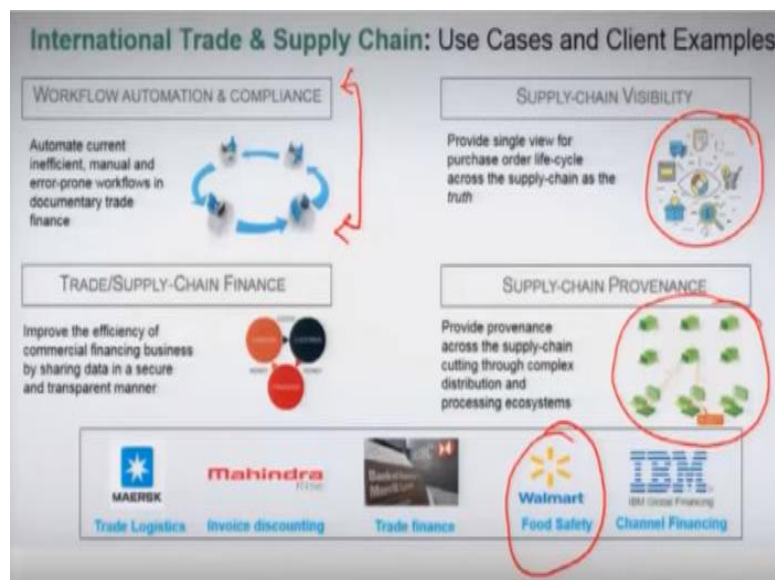 International Trade & Supply Chain: Use Cases and Client Examples
WORKFLOW AUTOMATION & COMPLIANCE
Automate current
inefficient, manual and
error-prone workflows in
documentary trade
finance
SUPPLY-CHAIN VISIBILITY
Provide single view for
purchase order life-cycle
across the supply-chain as the
truth
TRADE/SUPPLY-CHAIN FINANCE
Improve the efficiency of
commercial financing business
by sharing data in a secure
and transparent manner
SUPPLY-CHAIN PROVENANCE
Provide provenance
across the supply-chain
cutting through complex
distribution and
processing ecosystems
MAERSK
Trade Logistics
Mahindra
Rise
Invoice discounting
Trade finance
Walmart
Food Safety
IBM
IBM Global Financing
Channel Financing